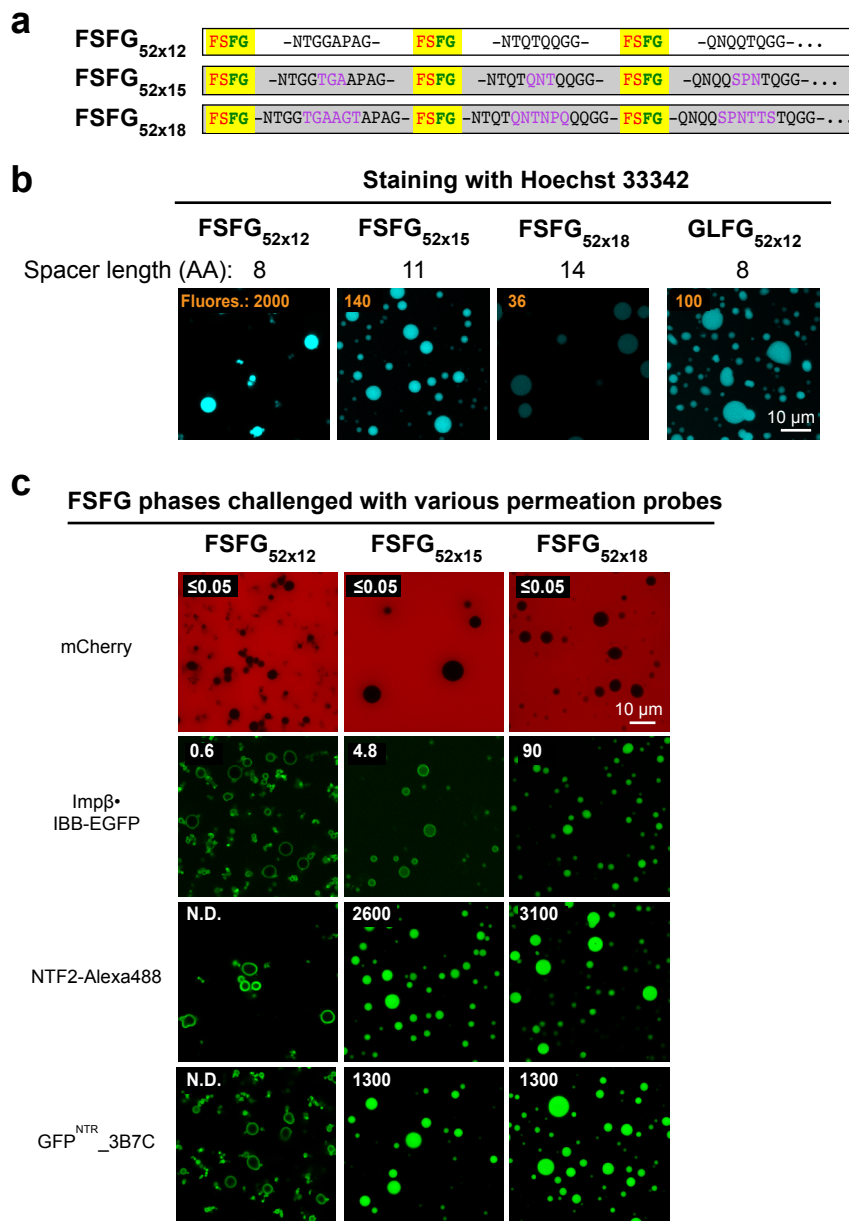 a
FSFG52x12 FSFG -NTGGAPAG- FSFG -NTQTQQGG- FSFG -QNQQTQGG-...
FSFG52x15 FSFG -NTGGTGAAPAG- FSFG -NTQTQNTQQGG- FSFG -QNQQSPNTQGG-...
FSFG52x18 FSFG -NTGGTGAAGTAPAG- FSFG -NTQTQNTNPQQQGG- FSFG -QNQQSPNTTSTQGG-...
b
Staining with Hoechst 33342
FSFG52x12 FSFG52x15 FSFG52x18 GLFG52x12
Spacer length (AA): 8 11 14 8
Fluores.: 2000 140 36 100
10 µm
c
FSFG phases challenged with various permeation probes
FSFG52x12 FSFG52x15 FSFG52x18
≤0.05 ≤0.05 ≤0.05
mCherry
10 µm
0.6 4.8 90
Impβ•
IBB-EGFP
N.D. 2600 3100
NTF2-Alexa488
N.D. 1300 1300
GFPNTR_3B7C